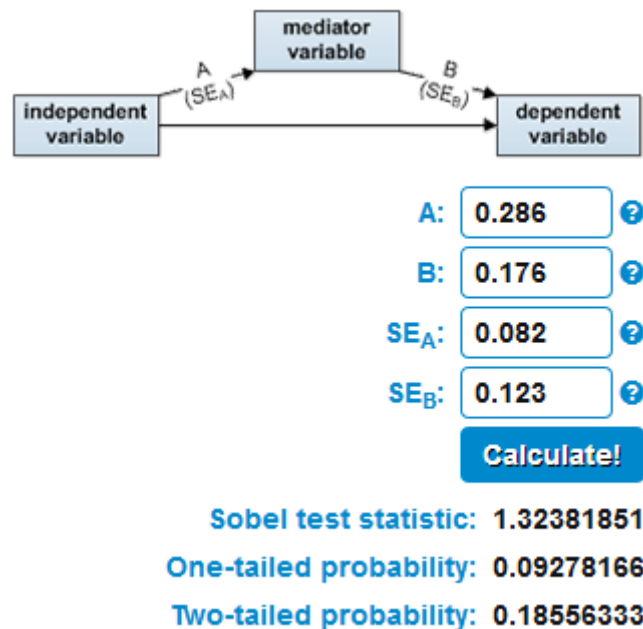 mediator
variable
A
(SEA)
B
(SEB)
independent
variable
dependent
variable
A: 0.286 ?
B: 0.176 ?
SEA: 0.082 ?
SEB: 0.123 ?
Calculate!
Sobel test statistic: 1.32381851
One-tailed probability: 0.09278166
Two-tailed probability: 0.18556333